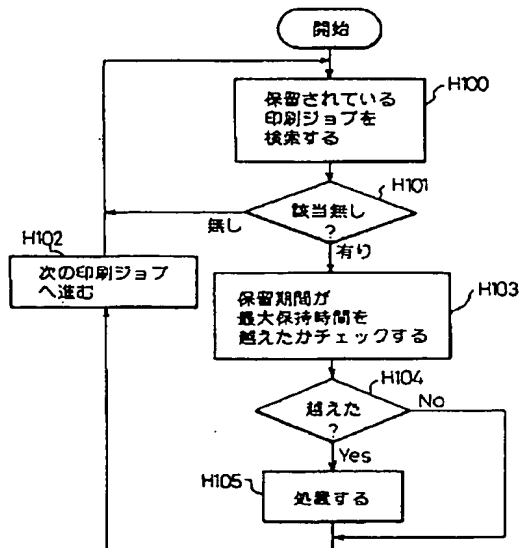 開始
H100
保留されている
印刷ジョブを
検索する
H101
該当無し
?
無し
有り
H102
次の印刷ジョブ
へ進む
H103
保留期間が
最大保持時間を
越えたかチェックする
H104
越えた
?
No
Yes
H105
処置する